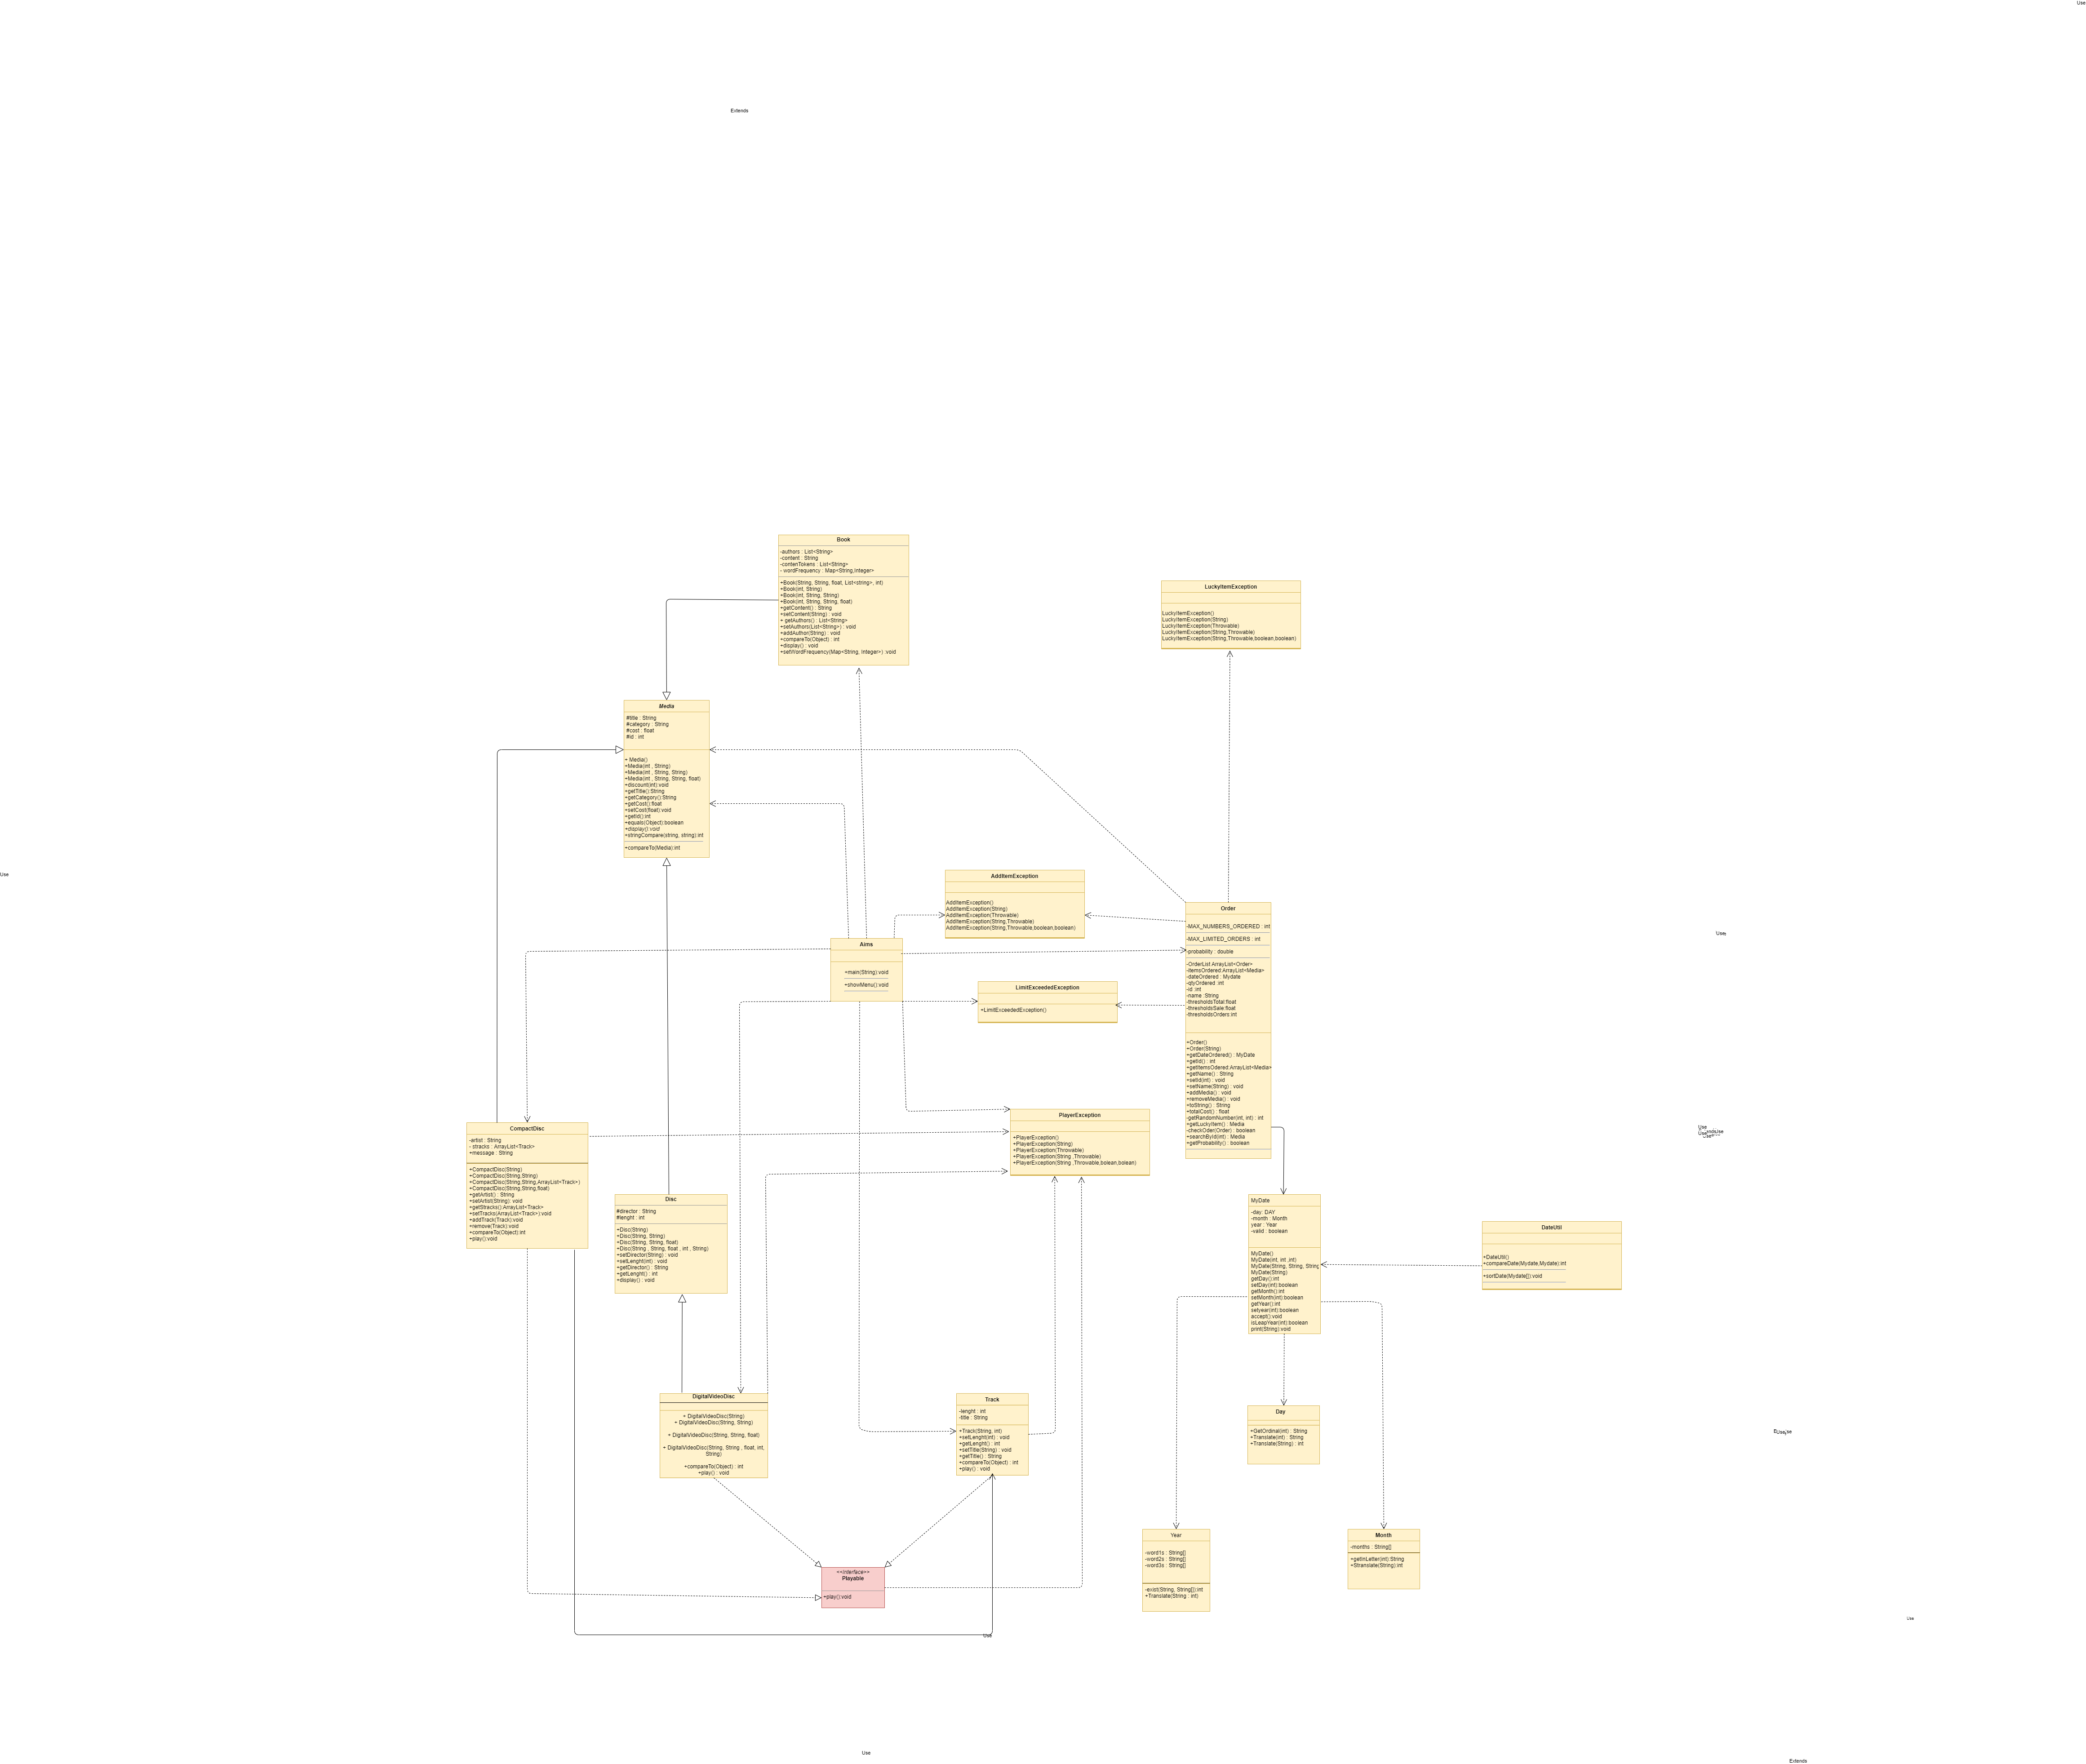 Use
Extends
Book
-authors : List<String>
-content : String
-contenTokens : List<String>
- wordFrequency : Map<String,Integer>
+Book(String, String, float, List<string>, int)
+Book(int, String)
+Book(int, String, String)
+Book(int, String, String, float)
+getContent() : String
+setContent(String) : void
+ getAuthors() : List<String>
+setAuthors(List<String>) : void
+addAuthor(String) : void
+compareTo(Object) : int
+display() : void
+setWordFrequency(Map<String, Integer>) :void
LuckyItemException
LuckyItemException()
LuckyItemException(String)
LuckyItemException(Throwable)
LuckyItemException(String,Throwable)
LuckyItemException(String,Throwable,boolean,boolean)
Media
#title : String
#category : String
#cost : float
#id : int
+ Media()
+Media(int , String)
+Media(int , String, String)
+Media(int , String, String, float)
+discount(int):void
+getTitle():String
+getCategory():String
+getCost():float
+setCost(float):void
+getId():int
+equals(Object):boolean
+display():void
+stringCompare(string, string):int
+compareTo(Media):int
Use
AddItemException
AddItemException()
AddItemException(String)
AddItemException(Throwable)
AddItemException(String,Throwable)
AddItemException(String,Throwable,boolean,boolean)
Order
-MAX_NUMBERS_ORDERED : int
-MAX_LIMITED_ORDERS : int
-probability : double
-OrderList:ArrayList<Order>
-itemsOrdered:ArrayList<Media>
-dateOrdered : Mydate
-qtyOrdered :int
-id :int
-name :String
-thresholdsTotal:float
-thresholdsSale:float
-thresholdsOrders:int
+Order()
+Order(String)
+getDateOrdered() : MyDate
+getId() : int
+getItemsOdered:ArrayList<Media>
+getName() : String
+setId(int) : void
+setName(String) : void
+addMedia() : void
+removeMedia() : void
+toString() : String
+totalCost() : float
-getRandomNumber(int, int) : int
+getLuckyItem() : Media
-checkOder(Order) : boolean
+searchById(int) : Media
+getProbability() : boolean
Use
Aims
+main(String):void
+showMenu():void
LimitExceededException
+LimitExceededException()
PlayerException
+PlayerException()
+PlayerException(String)
+PlayerException(Throwable)
+PlayerException(String ,Throwable)
+PlayerException(String ,Throwable,bolean,bolean)
CompactDisc
-artist : String
- stracks : ArrayList<Track>
+message : String
+CompactDisc(String)
+CompactDisc(String,String)
+CompactDisc(String,String,ArrayList<Track>)
+CompactDisc(String,String,float)
+getArtist() : String
+setArtist(String): void
+getStracks():ArrayList<Track>
+setTracks(ArrayList<Track>):void
+addTrack(Track):void
+remove(Track):void
+compareTo(Object):int
+play():void
Use
Use
Use
Disc
#director : String
#lenght : int
+Disc(String)
+Disc(String, String)
+Disc(String, String, float)
+Disc(String , String, float , int , String)
+setDirector(String) : void
+setLenght(int) : void
+getDirector() : String
+getLenght() : int
+display() : void
MyDate
-day: DAY
-month : Month
year : Year
-valid : boolean
MyDate()
MyDate(int, int ,int)
MyDate(String, String, String
MyDate(String)
getDay():int
setDay(int):boolean
getMonth():int
setMonth(int):boolean
getYear():int
setyear(int):boolean
accept():void
isLeapYear(int):boolean
print(String):void
DateUtil
+DateUtil()
+compareDate(Mydate,Mydate):int
+sortDate(Mydate[]):void
DigitalVideoDisc
+ DigitalVideoDisc(String)
+ DigitalVideoDisc(String, String)
+ DigitalVideoDisc(String, String, float)
+ DigitalVideoDisc(String, String , float, int,
String)
+compareTo(Object) : int
+play() : void
Track
-lenght : int
-title : String
+Track(String, int)
+setLenght(int) : void
+getLenght() : int
+setTitle(String) : void
+getTitle() : String
+compareTo(Object) : int
+play() : void
Day
+GetOrdinal(int) : String
+Translate(int) : String
+Translate(String) : int
Use
Year
-word1s : String[]
-word2s : String[]
-word3s : String[]
-exist(String, String[]):int
+Translate(String : int)
Month
-months : String[]
+getinLetter(int):String
+Stranslate(String):int
<<interface>>
Playable
+play():void
Use
Use
Use
Extends